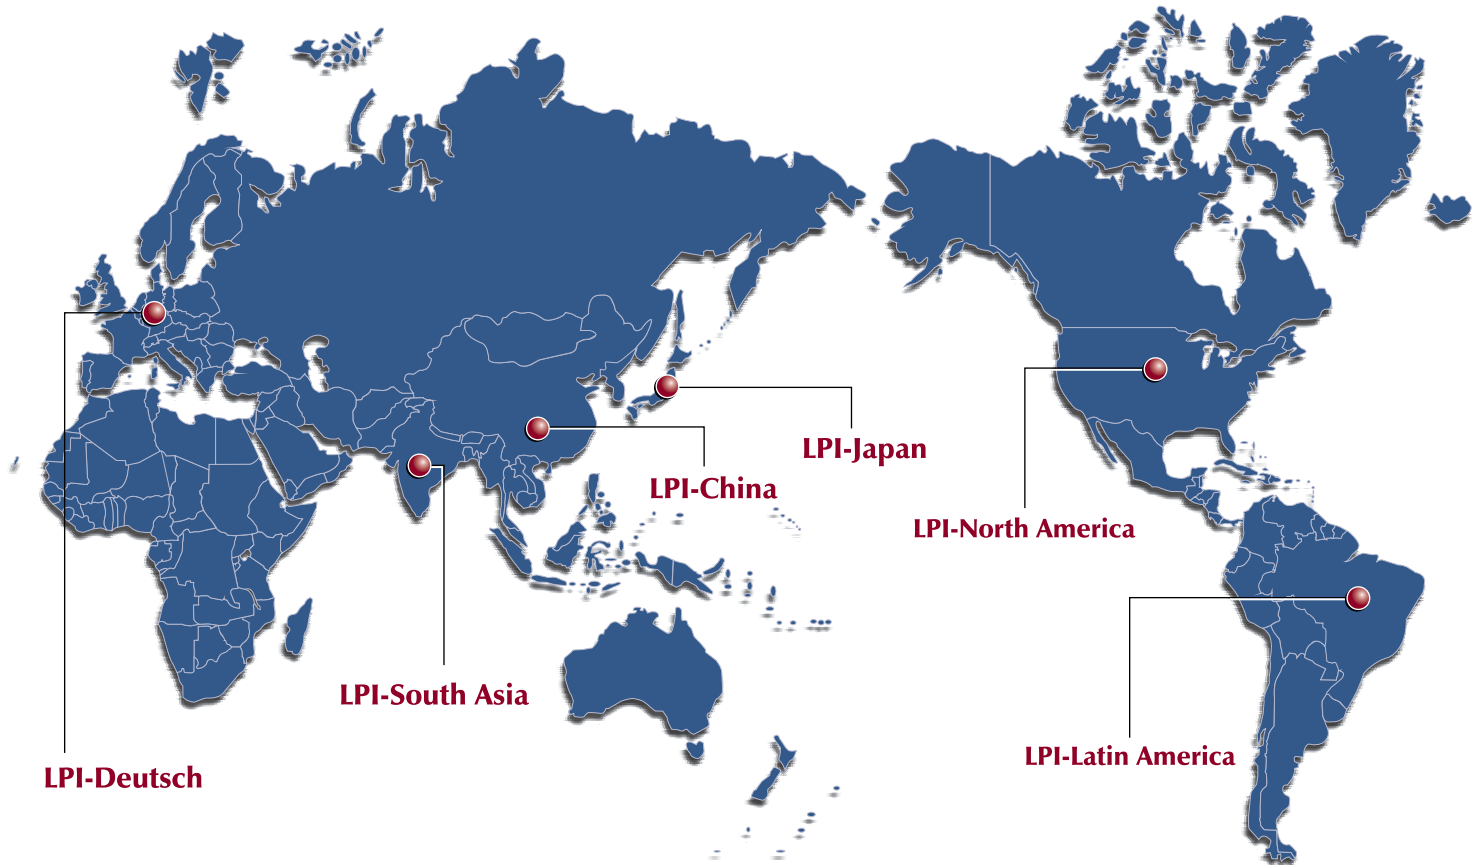 LPI-Japan
LPI-China
LPI-North America
LPI-South Asia
LPI-Latin America
LPI-Deutsch